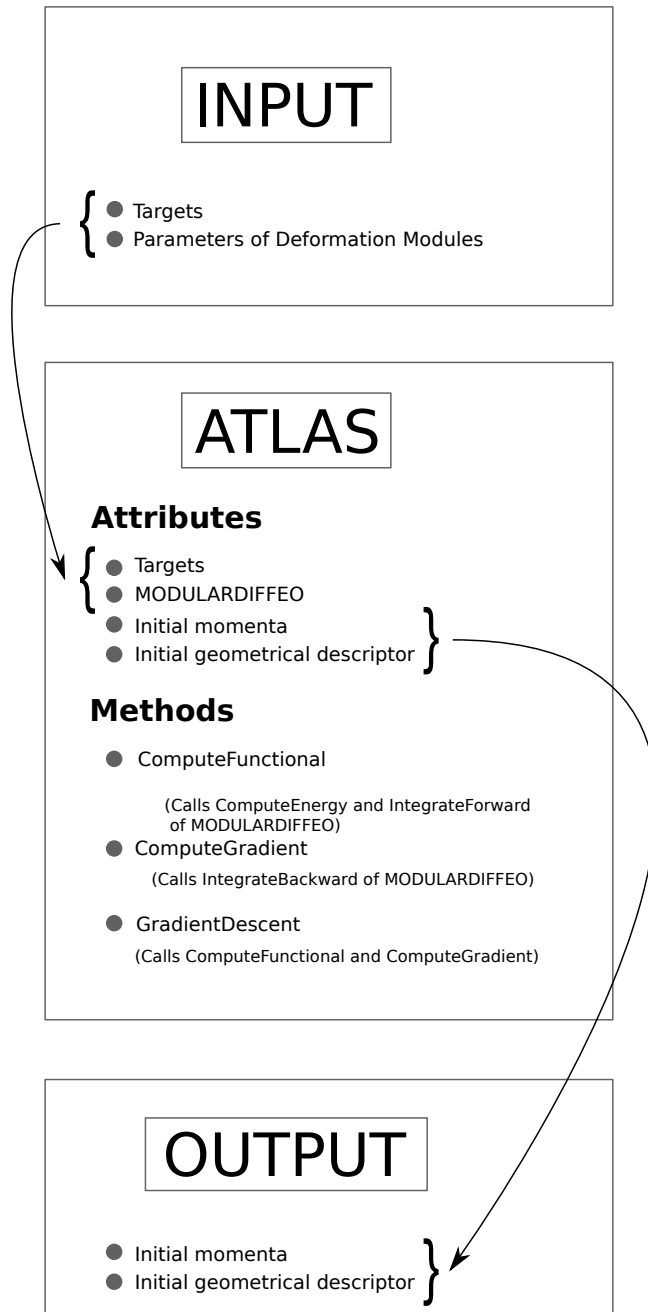 INPUT
Targets
Parameters of Deformation Modules
ATLAS
Attributes
Targets
MODULARDIFFEO
Initial momenta
Initial geometrical descriptor
Methods
ComputeFunctional
(Calls ComputeEnergy and IntegrateForward
of MODULARDIFFEO)
ComputeGradient
(Calls IntegrateBackward of MODULARDIFFEO)
GradientDescent
(Calls ComputeFunctional and ComputeGradient)
OUTPUT
Initial momenta
Initial geometrical descriptor